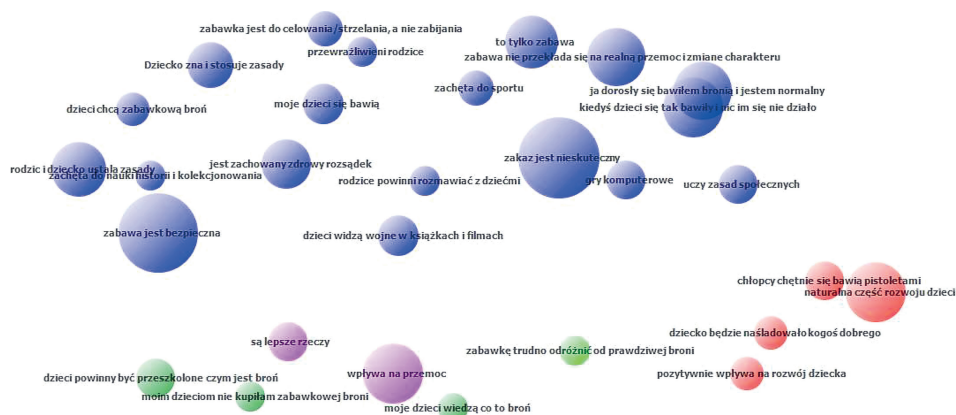 zabawka jest do celowania/strzelania, a nie zabijania
przewrażliwieni rodzice
to tylko zabawa
zabawa nie przekłada się na realną przemoc i zmiane charakteru
Dziecko zna i stosuje zasady
zachęta do sportu
ja dorosły się bawiłem bronią i jestem normalny
dzieci chcą zabawkową broń
moje dzieci się bawią
kiedyś dzieci się tak bawiły i nic im się nie działo
zakaz jest nieskuteczny
rodzic i dziecko ustala zasady
jest zachowany zdrowy rozsądek
zachęta do nauki historii i kolekcjonowania
rodzice powinni rozmawiać z dziećmi
gry komputerowe
uczy zasad społecznych
zabawa jest bezpieczna
dzieci widzą wojne w książkach i filmach
chłopcy chętnie się bawią pistoletami
naturalna część rozwoju dzieci
dziecko będzie naśladowało kogoś dobrego
są lepsze rzeczy
zabawkę trudno odróżnić od prawdziwej broni
wpływa na przemoc
pozytywnie wpływa na rozwój dziecka
dzieci powinny być przeszkolone czym jest broń
moim dzieciom nie kupiłam zabawkowej broni
moje dzieci wiedzą co to broń